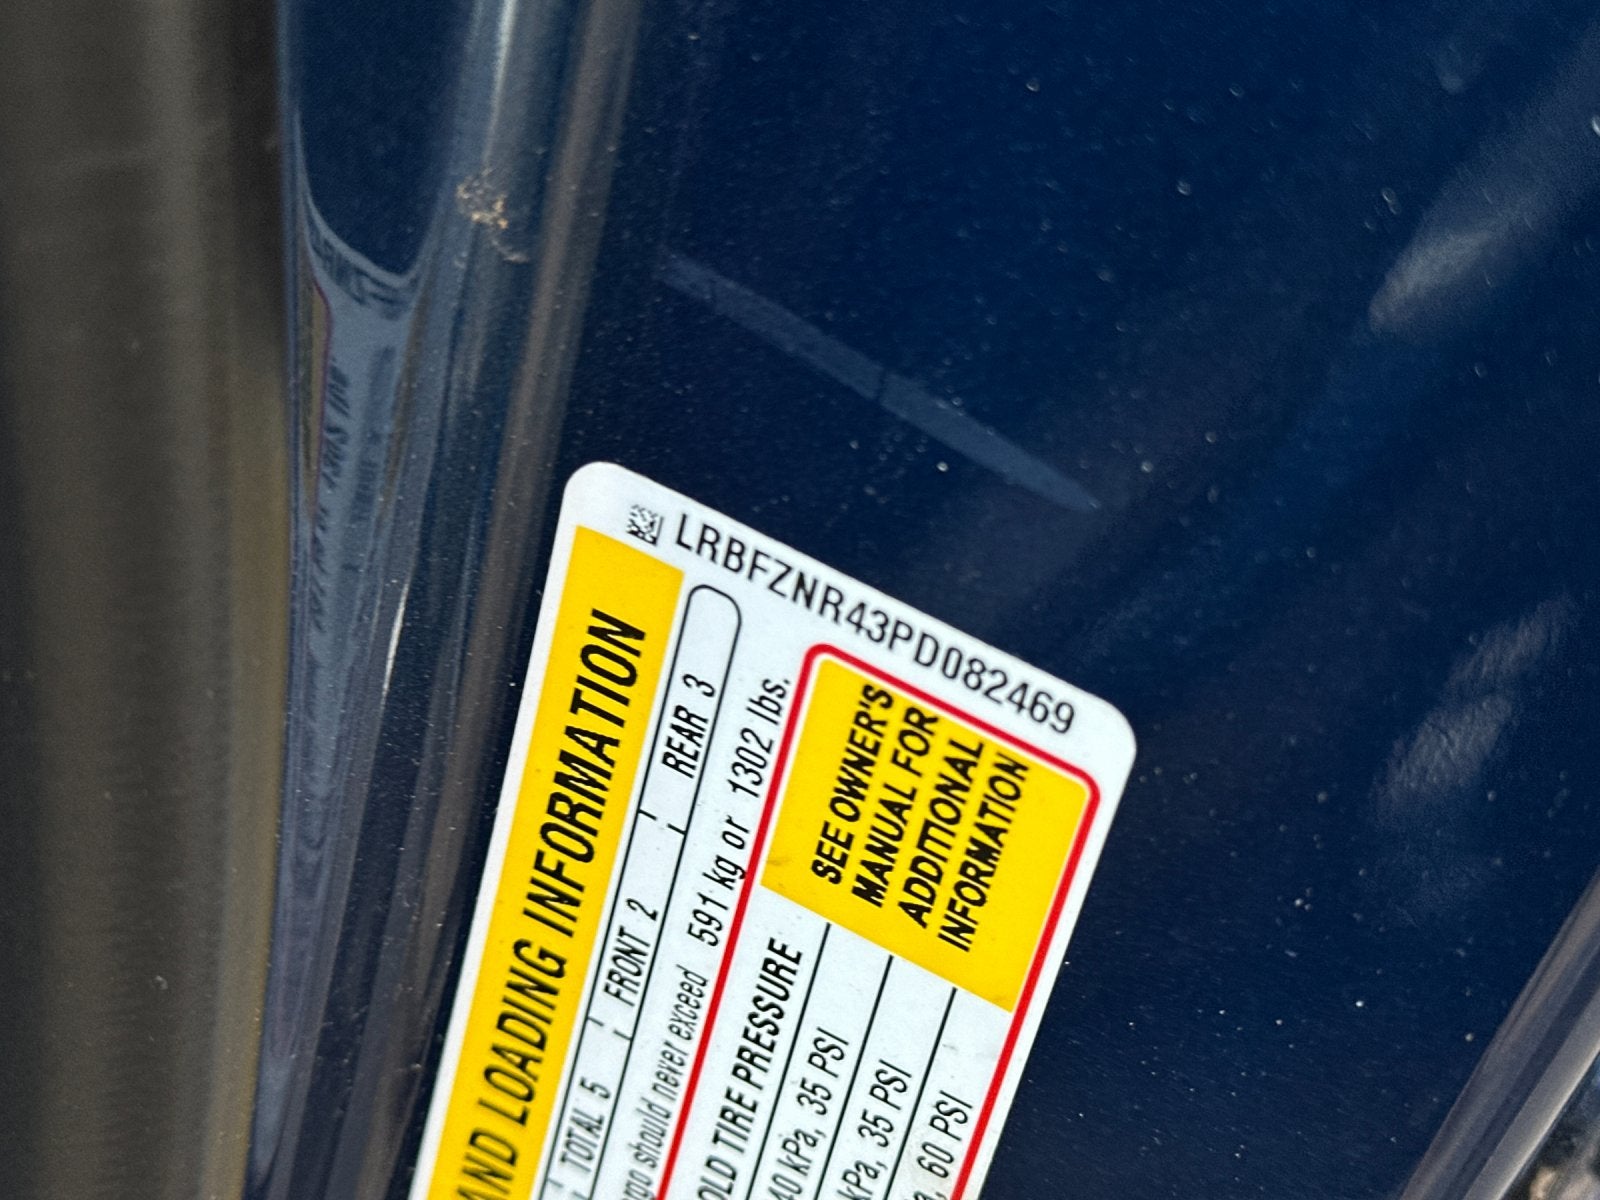 LRBFZNR43PD082469
AND LOADING INFORMATION
TOTAL 5 FRONT 2 REAR 3
should never exceed 591 kg or 1302 lbs.
TIRE PRESSURE
kPa, 35 PSI
kPa, 35 PSI
60 PSI
SEE OWNER'S
MANUAL FOR
ADDITIONAL
INFORMATION